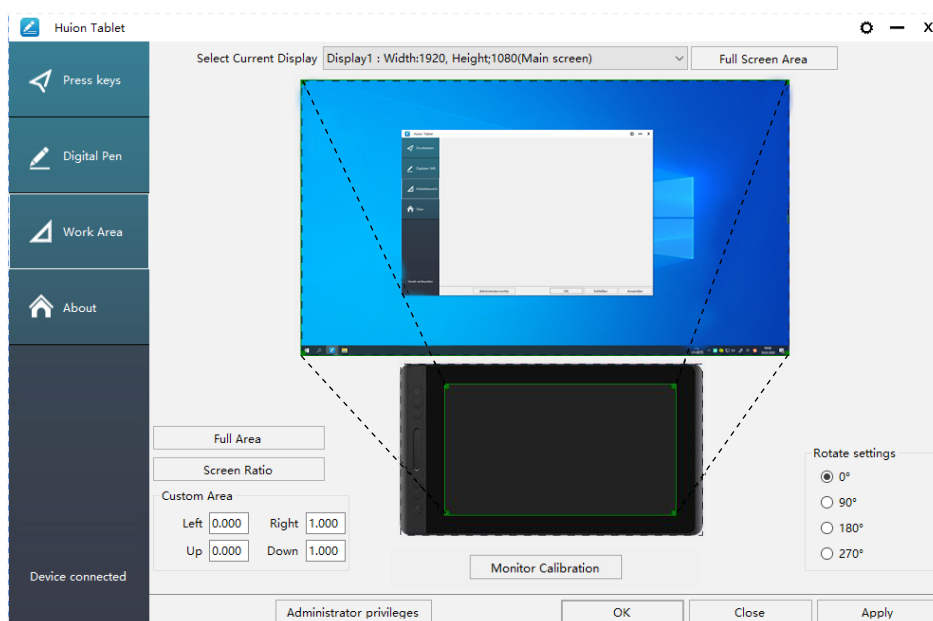 Huion Tablet
X
Press keys
Digital Pen
Work Area
About
Device connected
Select Current Display Display1 : Width:1920, Height;1080(Main screen) Full Screen Area
Huion Tablet
Full Area
Screen Ratio
Custom Area
Left 0.000 Right 1.000
Up 0.000 Down 1.000
Monitor Calibration
Rotate settings
0°
90°
180°
270°
Administrator privileges OK Close Apply